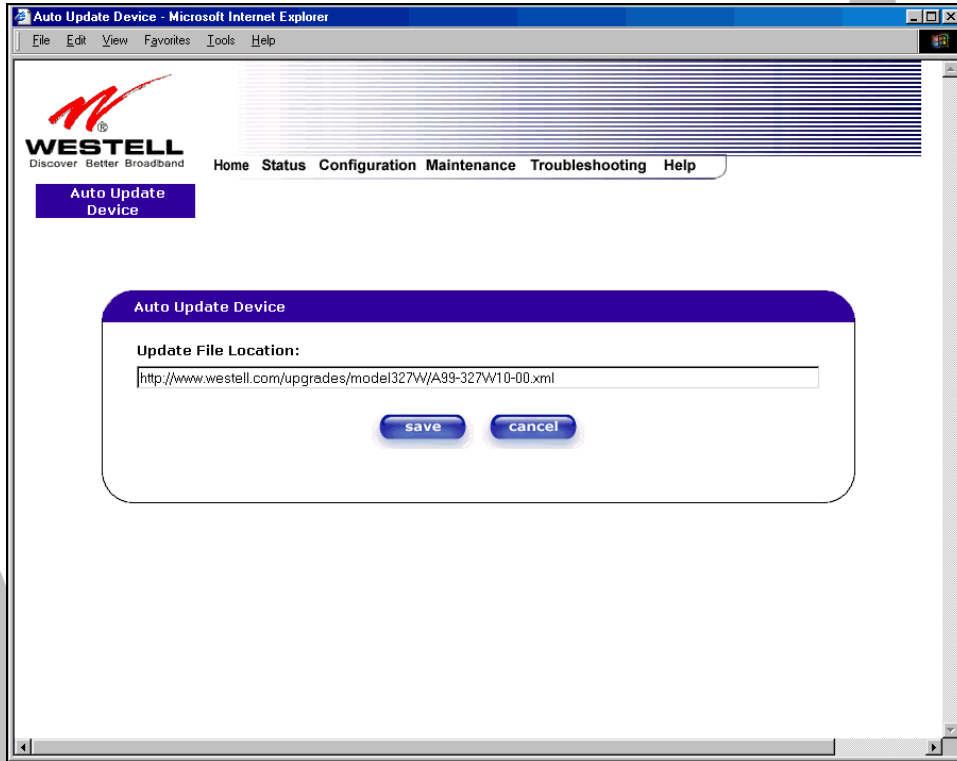 Auto Update Device - Microsoft Internet Explorer
File Edit View Favorites Tools Help
WESTELL ®
Discover Better Broadband
Home Status Configuration Maintenance Troubleshooting Help
Auto Update
Device
Auto Update Device
Update File Location:
http://www.westell.com/upgrades/model327W/A99-327W10-00.xml
save cancel